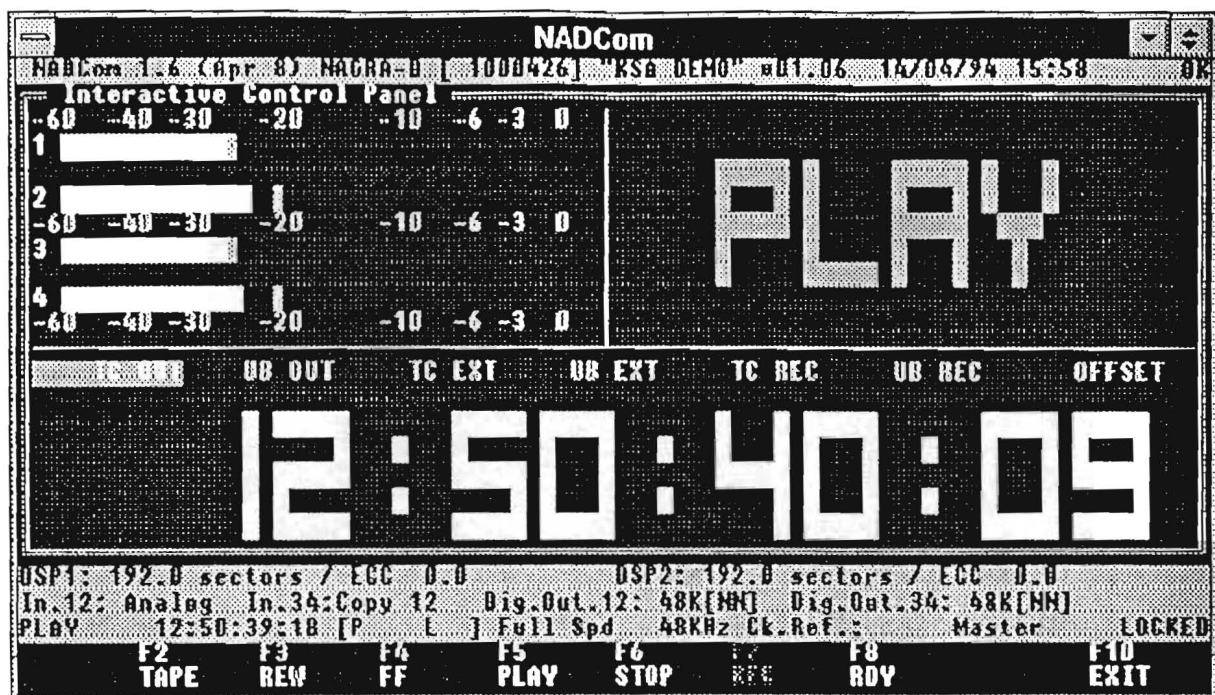 NADCom
NADCom 1.6 (Apr 8) NAGRA-D [ 1000426] "KSA DEMO" #01.06 14/04/94 15:58 OK
Interactive Control Panel
-60 -40 -30 -20 -10 -6 -3 0
1
2
-60 -40 -30 -20 -10 -6 -3 0
3
4
-60 -40 -30 -20 -10 -6 -3 0
PLAY
TC OUT UB OUT TC EXT UB EXT TC REC UB REC OFFSET
12:50:40:09
DSP1: 192.0 sectors / ECC 0.0 DSP2: 192.0 sectors / ECC 0.0
In.12: Analog In.34:Copy 12 Dig.Out.12: 48K[NN] Dig.Out.34: 48K[NN]
PLAY 12:50:39:18 [P L ] Full Spd 48KHz Ck.Ref.: Master LOCKED
F2 F3 F4 F5 F6 F7 F8 F10
TAPE REW FF PLAY STOP REC RDY EXIT